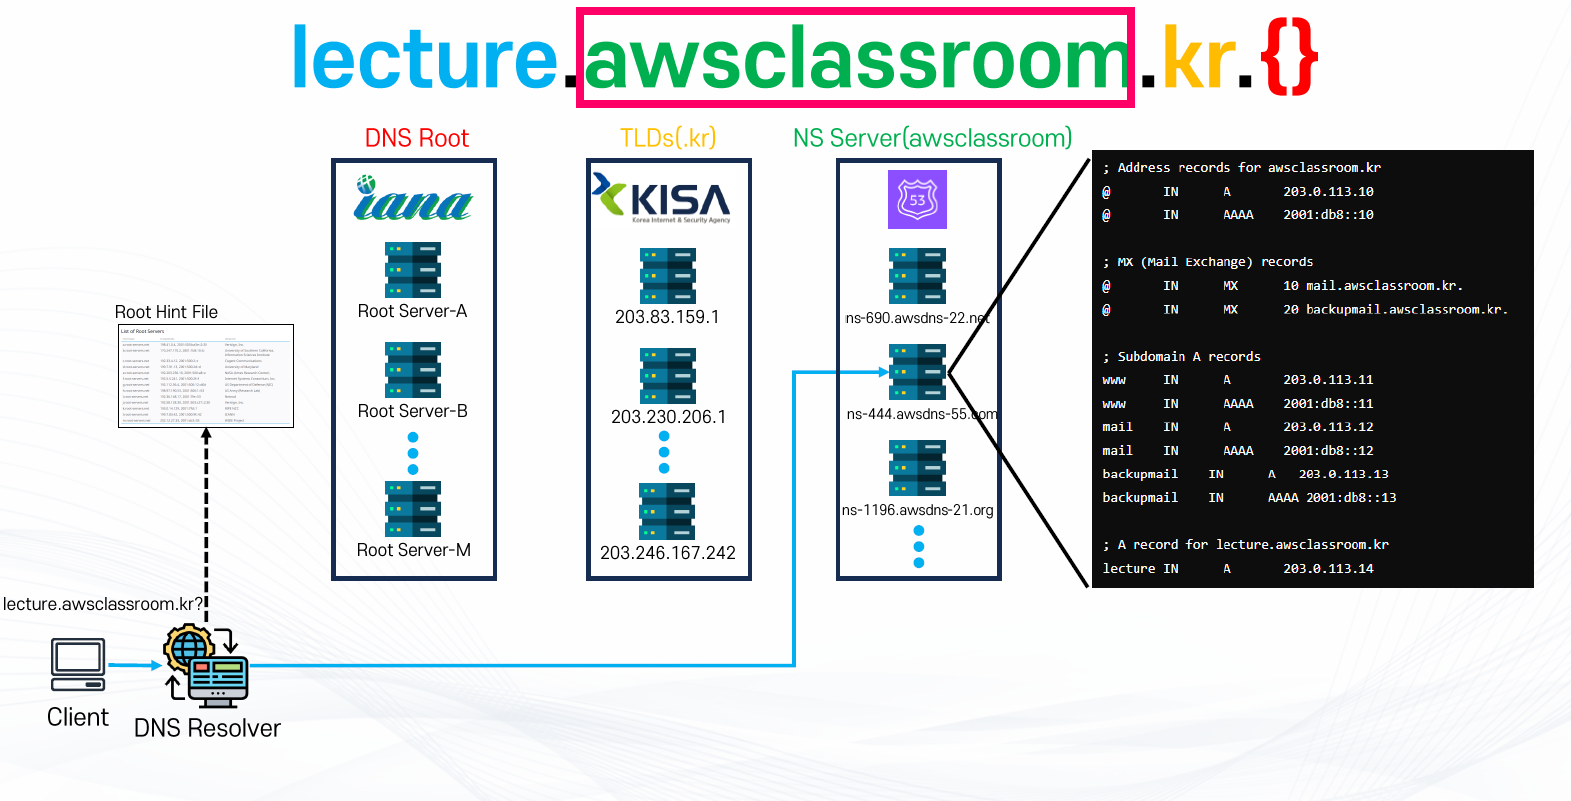 lecture.awsclassroom.kr.{}
DNS Root
TLDs(.kr)
NS Server(awsclassroom)
iana
KISA
Korea Internet & Security Agency
53
Root Server-A
Root Server-B
Root Server-M
203.83.159.1
203.230.206.1
203.246.167.242
ns-690.awsdns-22.net
ns-444.awsdns-55.com
ns-1196.awsdns-21.org
; Address records for awsclassroom.kr
@ IN A 203.0.113.10
@ IN AAAA 2001:db8::10
; MX (Mail Exchange) records
@ IN MX 10 mail.awsclassroom.kr.
@ IN MX 20 backupmail.awsclassroom.kr.
; Subdomain A records
www IN A 203.0.113.11
www IN AAAA 2001:db8::11
mail IN A 203.0.113.12
mail IN AAAA 2001:db8::12
backupmail IN A 203.0.113.13
backupmail IN AAAA 2001:db8::13
; A record for lecture.awsclassroom.kr
lecture IN A 203.0.113.14
Root Hint File
List of Root Servers
lecture.awsclassroom.kr?
Client
DNS Resolver